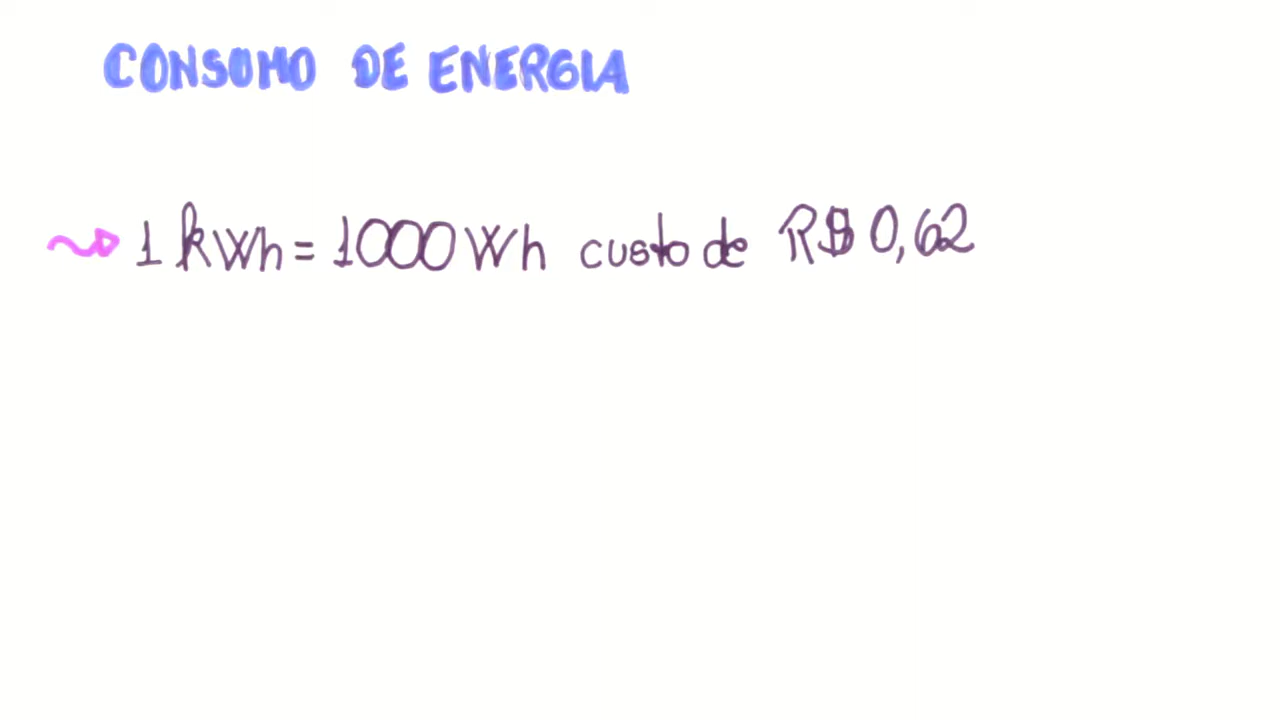 CONSUMO DE ENERGIA
1 kWh = 1000 Wh custo de R$ 0,62